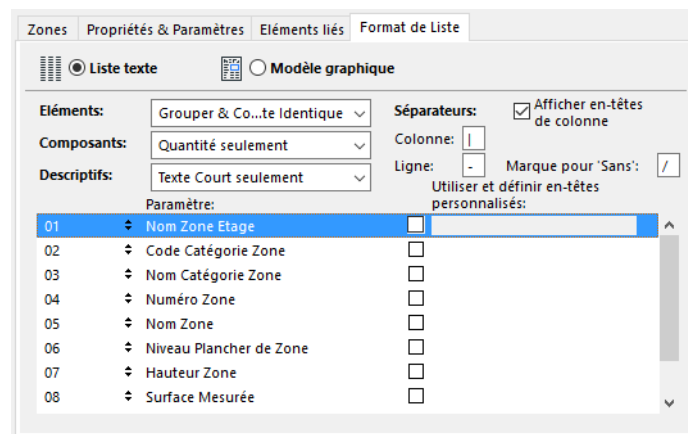 Zones Propriétés & Paramètres Eléments liés Format de Liste
Liste texte Modèle graphique
Eléments: Grouper & Co...te Identique Séparateurs: Afficher en-têtes de colonne
Composants: Quantité seulement Colonne: |
Descriptifs: Texte Court seulement Ligne: - Marque pour 'Sans': /
Paramètre: Utiliser et définir en-têtes personnalisés:
01 Nom Zone Etage
02 Code Catégorie Zone
03 Nom Catégorie Zone
04 Numéro Zone
05 Nom Zone
06 Niveau Plancher de Zone
07 Hauteur Zone
08 Surface Mesurée